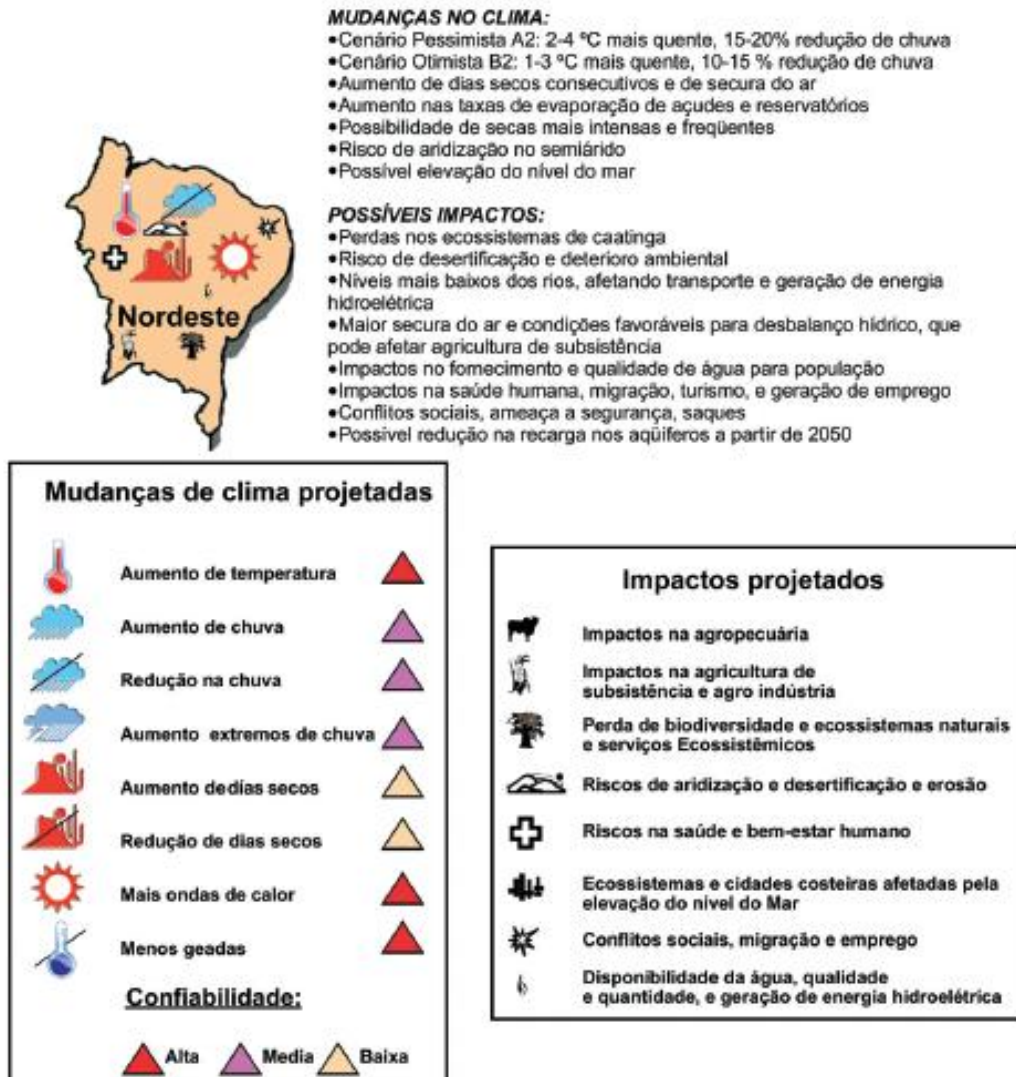 MUDANÇAS NO CLIMA:
•Cenário Pessimista A2: 2-4 ºC mais quente, 15-20% redução de chuva
•Cenário Otimista B2: 1-3 ºC mais quente, 10-15 % redução de chuva
•Aumento de dias secos consecutivos e de secura do ar
•Aumento nas taxas de evaporação de açudes e reservatórios
•Possibilidade de secas mais intensas e freqüentes
•Risco de aridização no semiárido
•Possível elevação do nível do mar
POSSÍVEIS IMPACTOS:
•Perdas nos ecossistemas de caatinga
•Risco de desertificação e deterioro ambiental
•Níveis mais baixos dos rios, afetando transporte e geração de energia
hidroelétrica
•Maior secura do ar e condições favoráveis para desbalanço hídrico, que
pode afetar agricultura de subsistência
•Impactos no fornecimento e qualidade de água para população
•Impactos na saúde humana, migração, turismo, e geração de emprego
•Conflitos sociais, ameaça a segurança, saques
•Possivel redução na recarga nos aqüiferos a partir de 2050
Nordeste
Mudanças de clima projetadas
Aumento de temperatura
Aumento de chuva
Redução na chuva
Aumento extremos de chuva
Aumento dedías secos
Redução de dias secos
Mais ondas de calor
Menos geadas
Confiabilidade:
Alta Media Baixa
Impactos projetados
Impactos na agropecuária
Impactos na agricultura de
subsistência e agro indústria
Perda de biodiversidade e ecossistemas naturais
e serviços Ecossistêmicos
Riscos de aridização e desertificação e erosão
Riscos na saúde e bem-estar humano
Ecossistemas e cidades costeiras afetadas pela
elevação do nível do Mar
Conflitos sociais, migração e emprego
Disponibilidade da água, qualidade
e quantidade, e geração de energia hidroelétrica